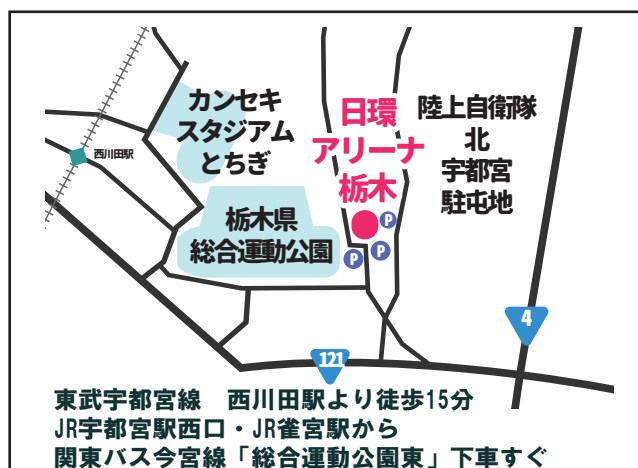 カンセキ
スタジアム
とちぎ
日環
アリーナ
栃木
陸上自衛隊
北
宇都宮
駐屯地
西川田駅
栃木県
総合運動公園
P
P
P
4
121
東武宇都宮線　西川田駅より徒歩15分
JR宇都宮駅西口・JR雀宮駅から
関東バス今宮線「総合運動公園東」下車すぐ